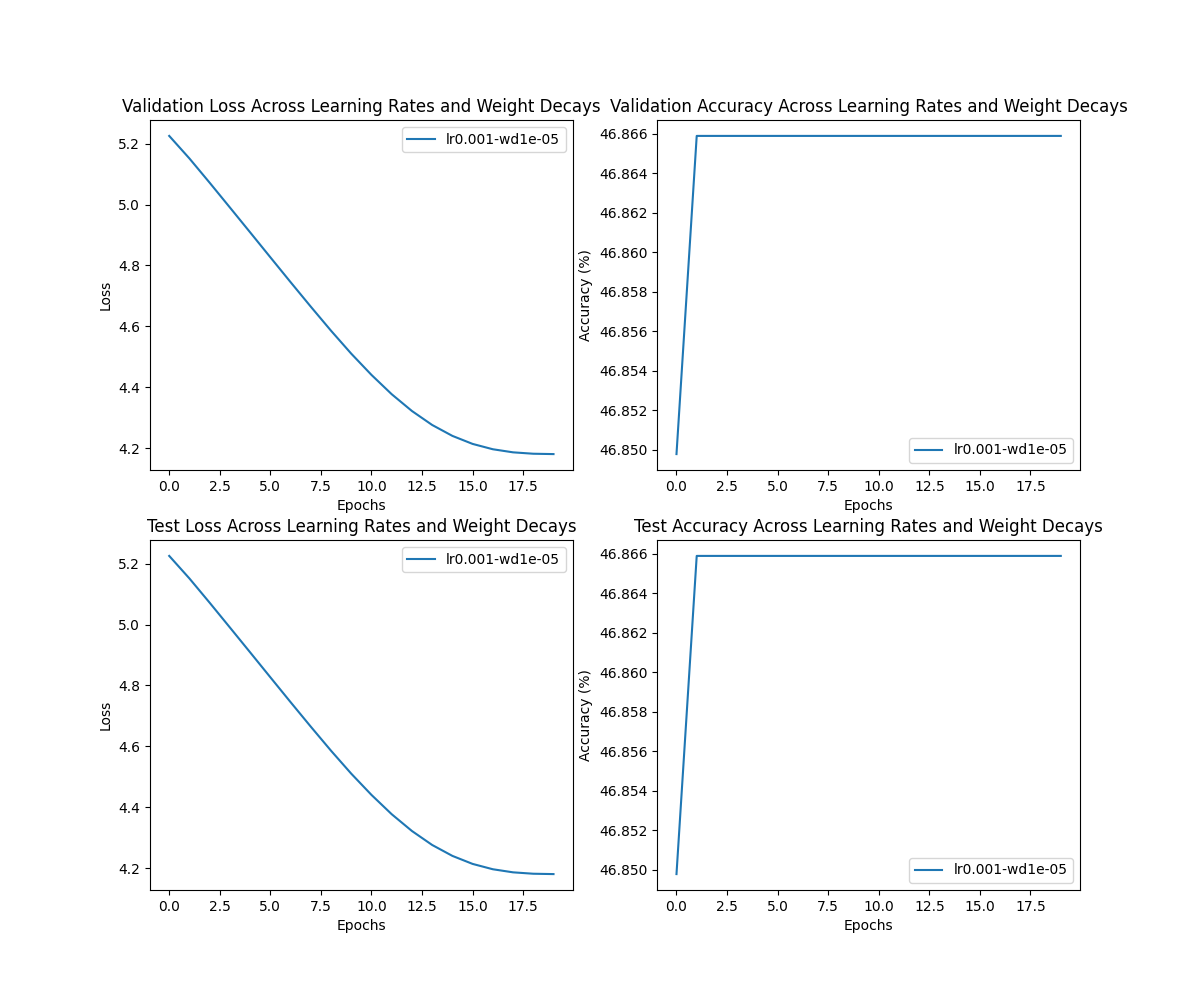 Validation Loss Across Learning Rates and Weight Decays
5.2
5.0
4.8
4.6
4.4
4.2
Loss
lr0.001-wd1e-05
0.0 2.5 5.0 7.5 10.0 12.5 15.0 17.5
Epochs
Validation Accuracy Across Learning Rates and Weight Decays
46.866
46.864
46.862
46.860
46.858
46.856
46.854
46.852
46.850
Accuracy (%)
lr0.001-wd1e-05
0.0 2.5 5.0 7.5 10.0 12.5 15.0 17.5
Epochs
Test Loss Across Learning Rates and Weight Decays
5.2
5.0
4.8
4.6
4.4
4.2
Loss
lr0.001-wd1e-05
0.0 2.5 5.0 7.5 10.0 12.5 15.0 17.5
Epochs
Test Accuracy Across Learning Rates and Weight Decays
46.866
46.864
46.862
46.860
46.858
46.856
46.854
46.852
46.850
Accuracy (%)
lr0.001-wd1e-05
0.0 2.5 5.0 7.5 10.0 12.5 15.0 17.5
Epochs